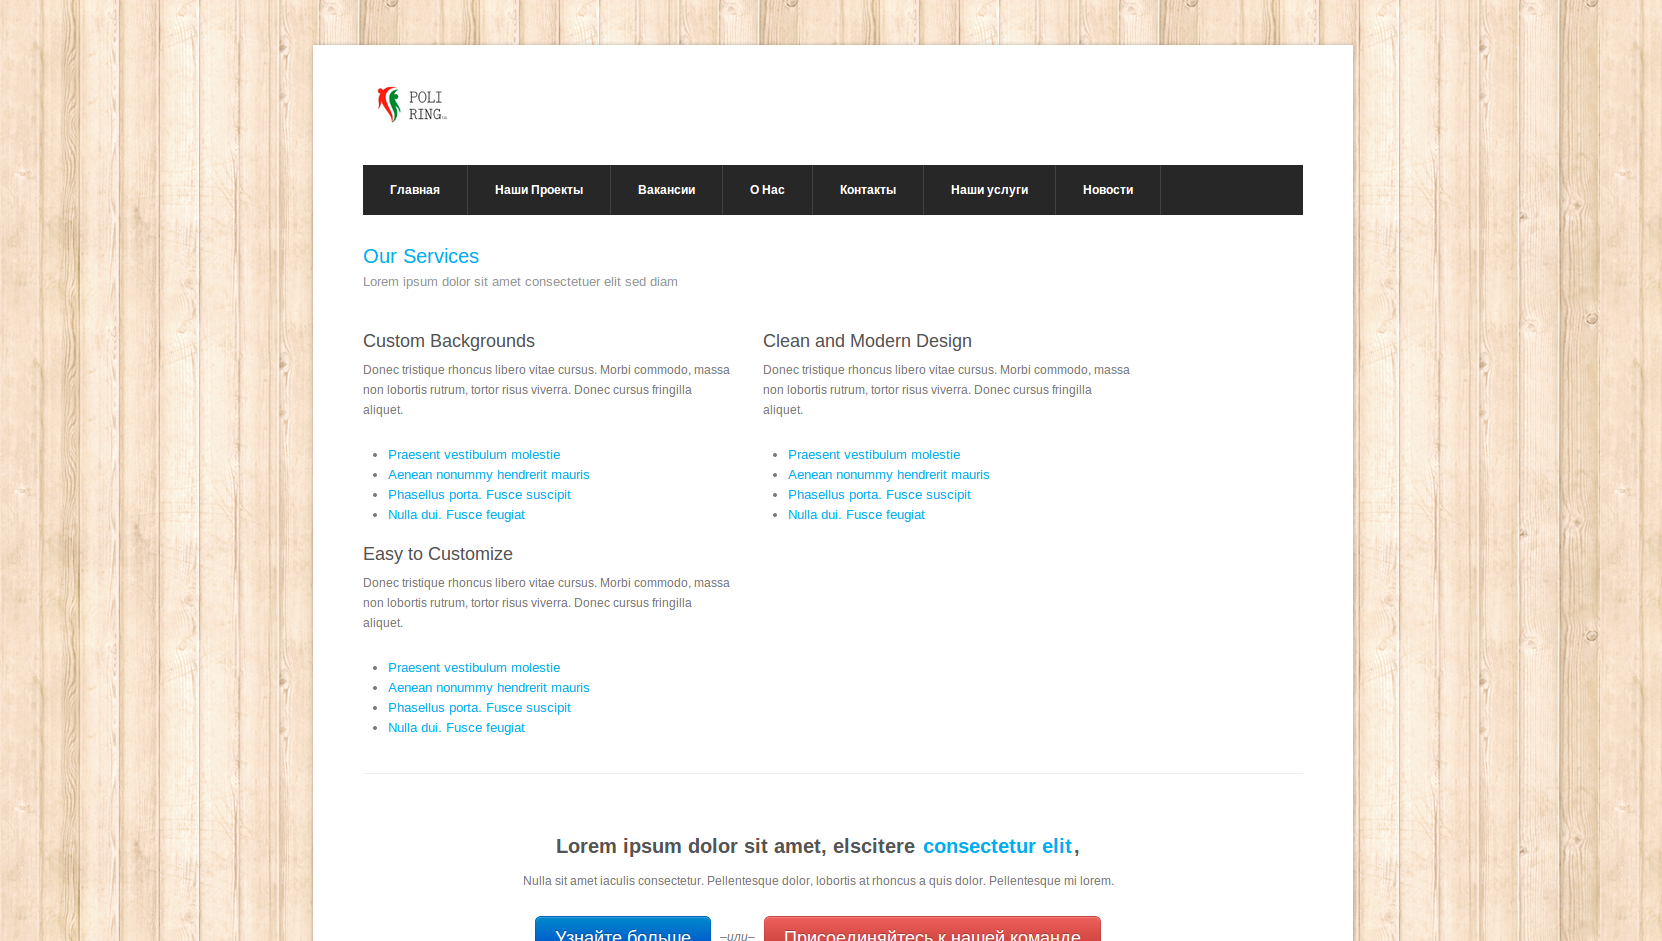 POLI
RING
Главная Наши Проекты Вакансии О Нас Контакты Наши услуги Новости
Our Services
Lorem ipsum dolor sit amet consectetuer elit sed diam
Custom Backgrounds
Donec tristique rhoncus libero vitae cursus. Morbi commodo, massa
non lobortis rutrum, tortor risus viverra. Donec cursus fringilla
aliquet.
Praesent vestibulum molestie
Aenean nonummy hendrerit mauris
Phasellus porta. Fusce suscipit
Nulla dui. Fusce feugiat
Clean and Modern Design
Donec tristique rhoncus libero vitae cursus. Morbi commodo, massa
non lobortis rutrum, tortor risus viverra. Donec cursus fringilla
aliquet.
Praesent vestibulum molestie
Aenean nonummy hendrerit mauris
Phasellus porta. Fusce suscipit
Nulla dui. Fusce feugiat
Easy to Customize
Donec tristique rhoncus libero vitae cursus. Morbi commodo, massa
non lobortis rutrum, tortor risus viverra. Donec cursus fringilla
aliquet.
Praesent vestibulum molestie
Aenean nonummy hendrerit mauris
Phasellus porta. Fusce suscipit
Nulla dui. Fusce feugiat
Lorem ipsum dolor sit amet, elscitere consectetur elit,
Nulla sit amet iaculis consectetur. Pellentesque dolor, lobortis at rhoncus a quis dolor. Pellentesque mi lorem.
Узнайте больше –или– Присоединяйтесь к нашей команде